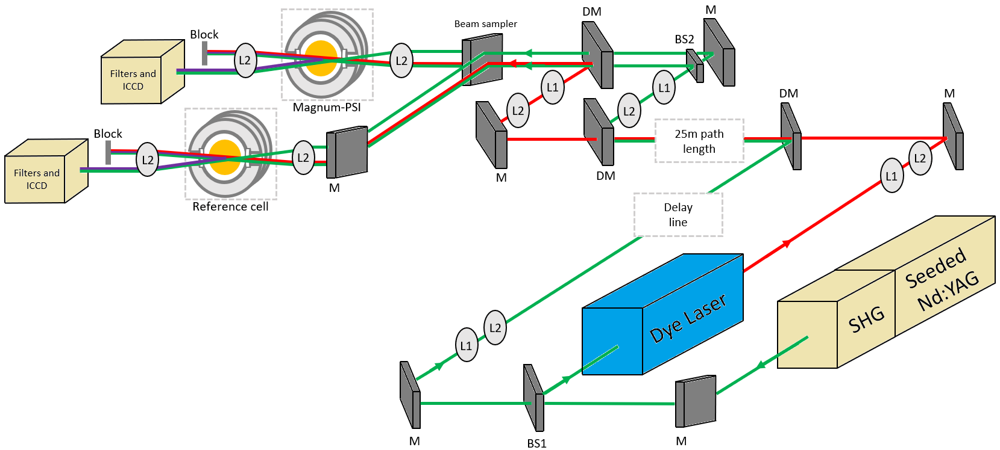 DM
M
Beam sampler
Block
BS2
L2
L2
L2
Filters and
ICCD
L1
L1
Magnum-PSI
L2
L2
DM
M
Block
25m path
length
L2
L2
L2
L1
Filters and
ICCD
M
DM
M
Reference cell
Delay
line
Seeded
Nd:YAG
SHG
Dye Laser
L2
L1
M
BS1
M